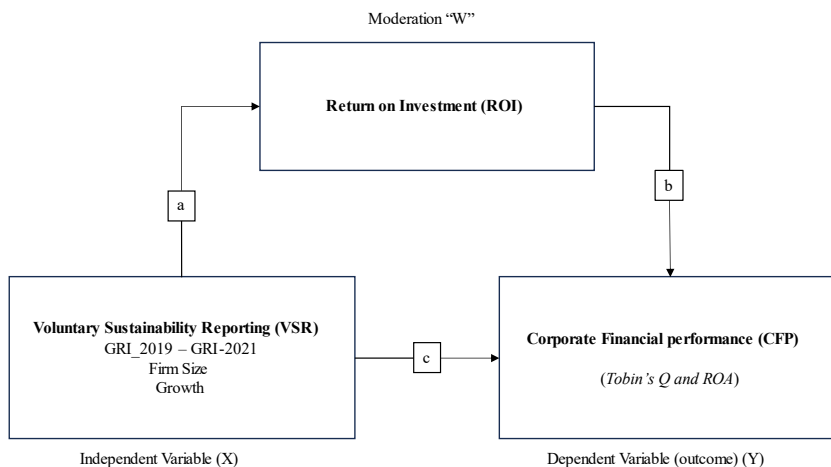 Moderation “W”
Return on Investment (ROI)
a
b
Voluntary Sustainability Reporting (VSR)
GRI_2019 – GRI-2021
Firm Size
Growth
c
Corporate Financial performance (CFP)
(Tobin’s Q and ROA)
Independent Variable (X)
Dependent Variable (outcome) (Y)